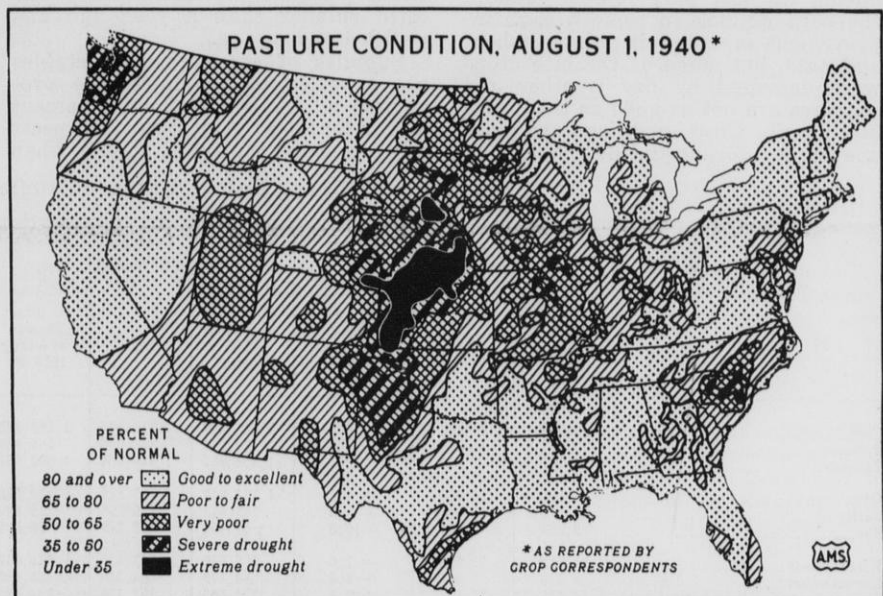 PASTURE CONDITION, AUGUST 1, 1940*
PERCENT
OF NORMAL
80 and over Good to excellent
65 to 80 Poor to fair
50 to 65 Very poor
35 to 50 Severe drought
Under 35 Extreme drought
* AS REPORTED BY
CROP CORRESPONDENTS
AMS